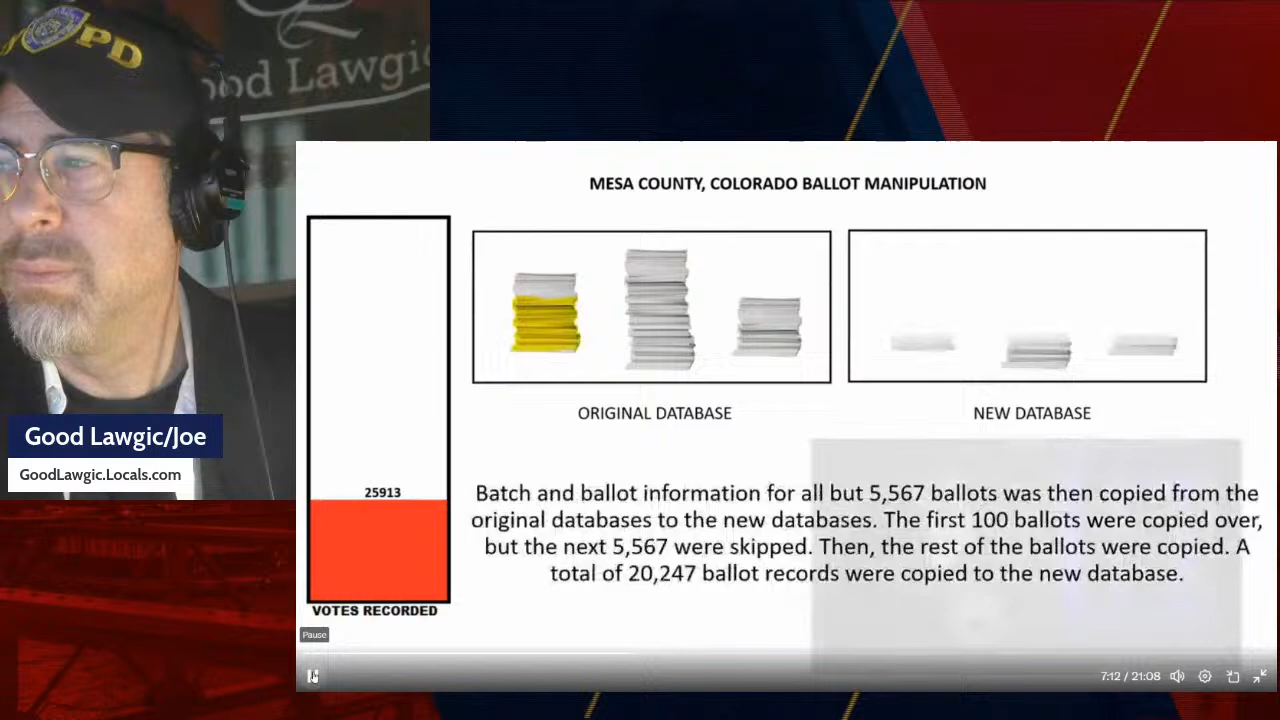 PD
Good Lawgic
MESA COUNTY, COLORADO BALLOT MANIPULATION
25913
VOTES RECORDED
ORIGINAL DATABASE
NEW DATABASE
Batch and ballot information for all but 5,567 ballots was then copied from the
original databases to the new databases. The first 100 ballots were copied over,
but the next 5,567 were skipped. Then, the rest of the ballots were copied. A
total of 20,247 ballot records were copied to the new database.
Good Lawgic/Joe
GoodLawgic.Locals.com
Pause
7:12 / 21:08